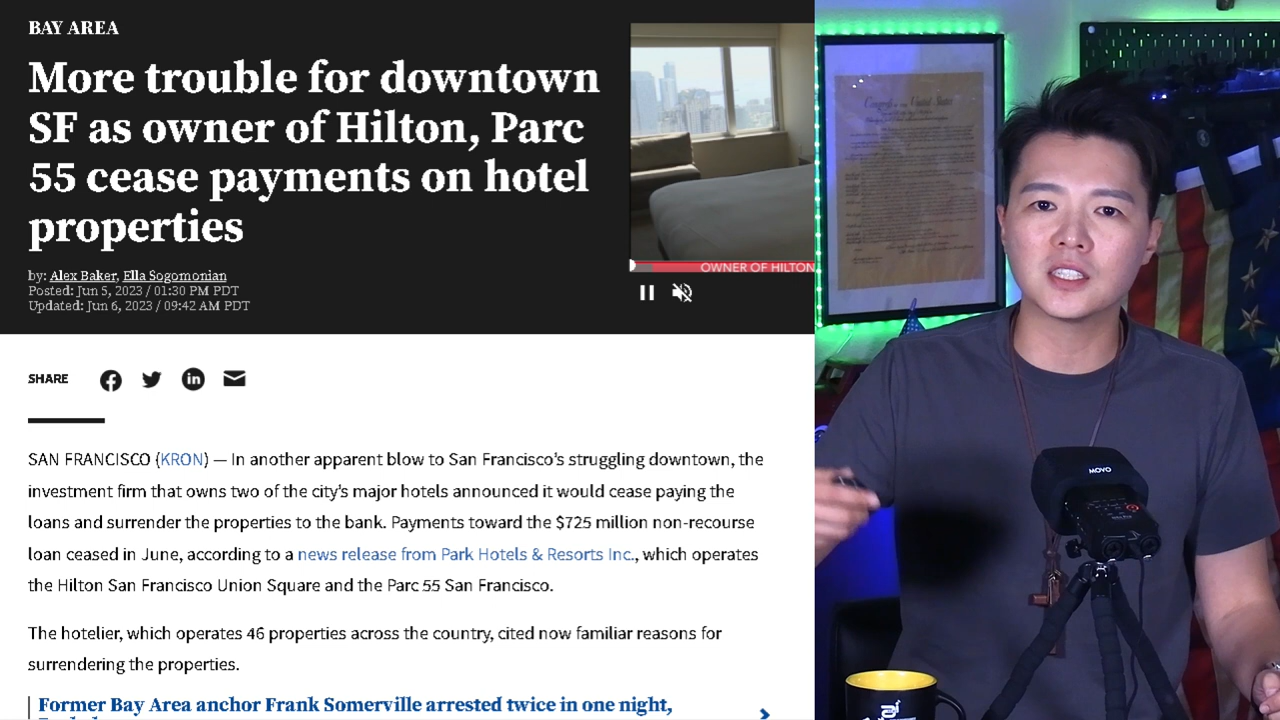 BAY AREA
More trouble for downtown
SF as owner of Hilton, Parc
55 cease payments on hotel
properties
by: Alex Baker, Ella Sogomonian
Posted: Jun 5, 2023 / 01:30 PM PDT
Updated: Jun 6, 2023 / 09:42 AM PDT
OWNER OF HILTON
SHARE
SAN FRANCISCO (KRON) — In another apparent blow to San Francisco's struggling downtown, the
investment firm that owns two of the city's major hotels announced it would cease paying the
loans and surrender the properties to the bank. Payments toward the $725 million non-recourse
loan ceased in June, according to a news release from Park Hotels & Resorts Inc., which operates
the Hilton San Francisco Union Square and the Parc 55 San Francisco.
The hotelier, which operates 46 properties across the country, cited now familiar reasons for
surrendering the properties.
Former Bay Area anchor Frank Somerville arrested twice in one night,
Congress of the United States
MOVO